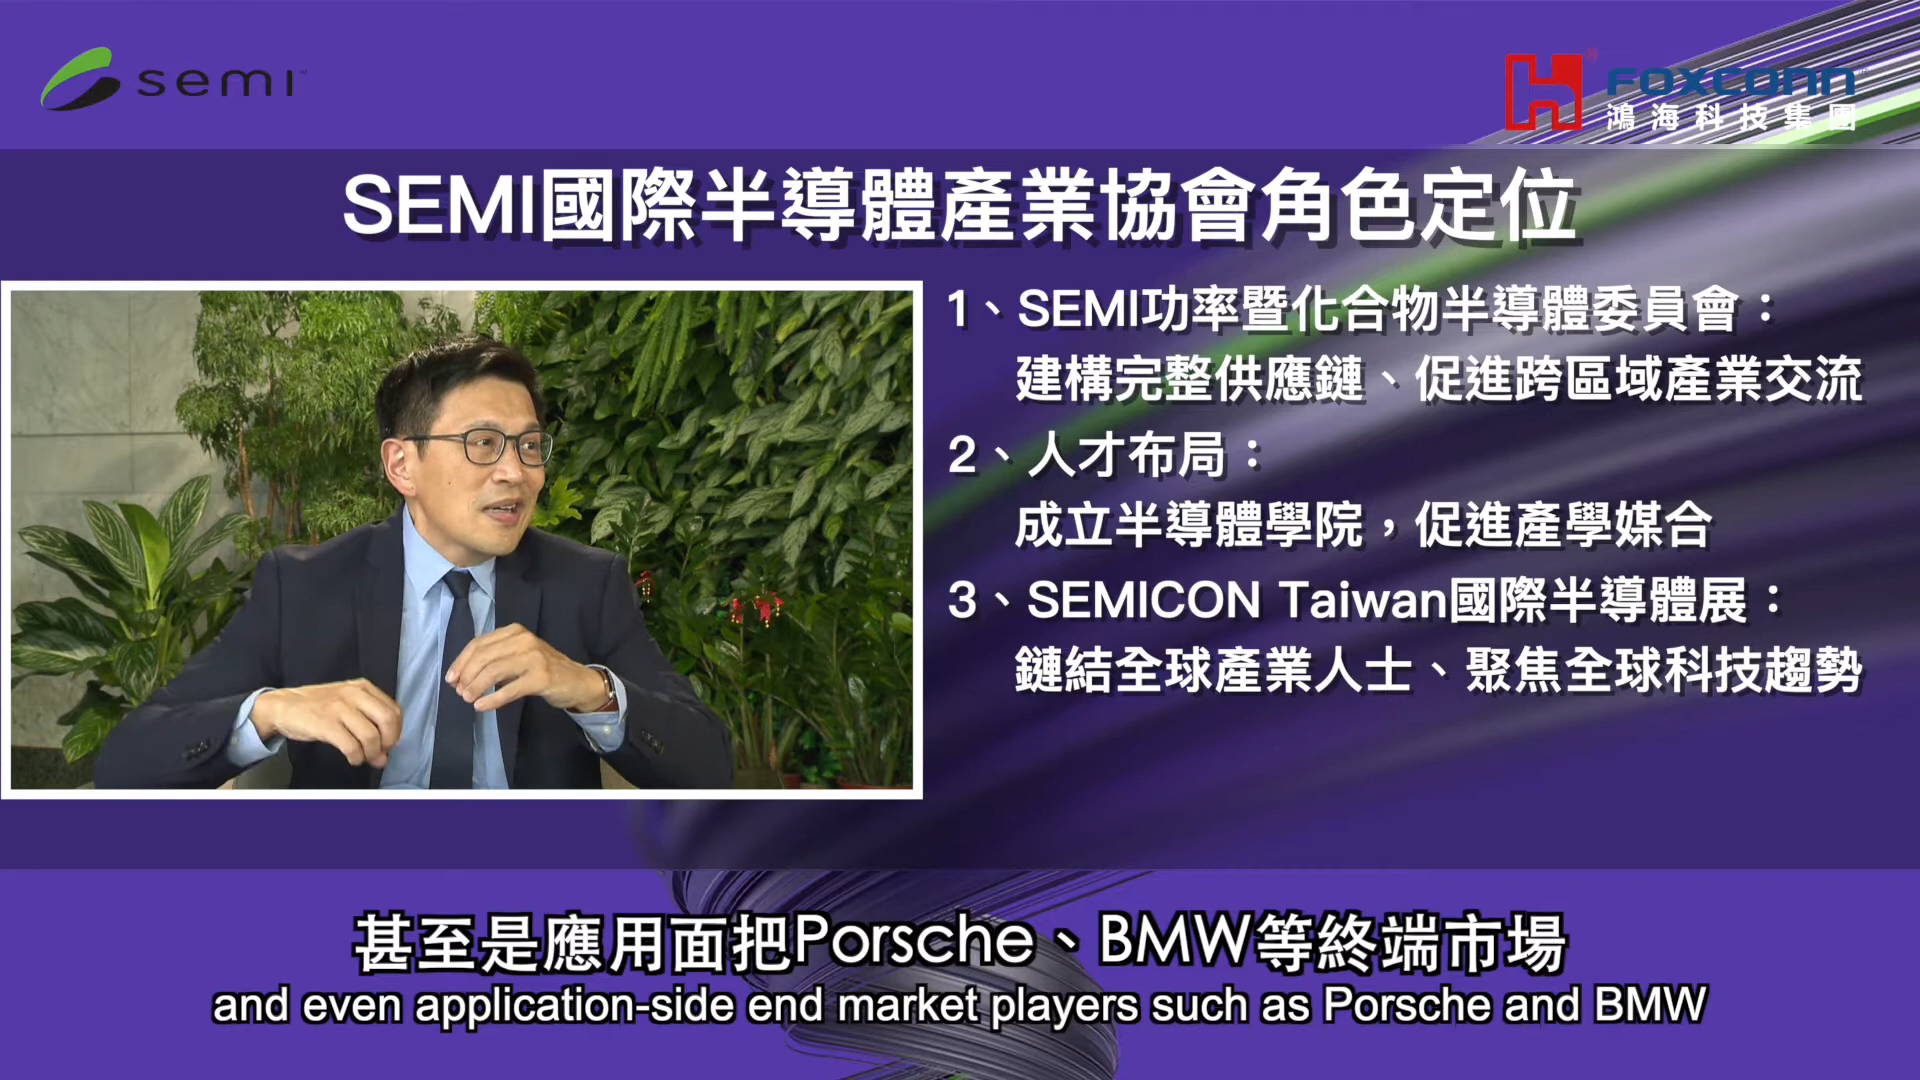 semi
FOXCONN
鴻海科技集團
SEMI國際半導體產業協會角色定位
1、SEMI功率暨化合物半導體委員會：
建構完整供應鏈、促進跨區域產業交流
2、人才布局：
成立半導體學院，促進產學媒合
3、SEMICON Taiwan國際半導體展：
鏈結全球產業人士、聚焦全球科技趨勢
甚至是應用面把Porsche、BMW等終端市場
and even application-side end market players such as Porsche and BMW